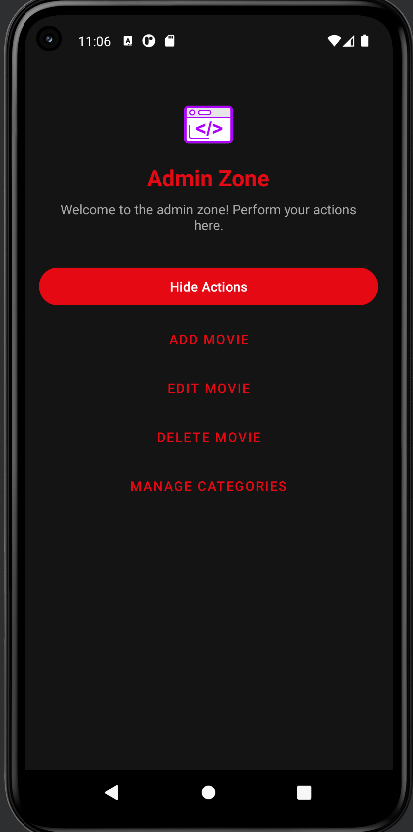 11:06
</>
Admin Zone
Welcome to the admin zone! Perform your actions
here.
Hide Actions
ADD MOVIE
EDIT MOVIE
DELETE MOVIE
MANAGE CATEGORIES